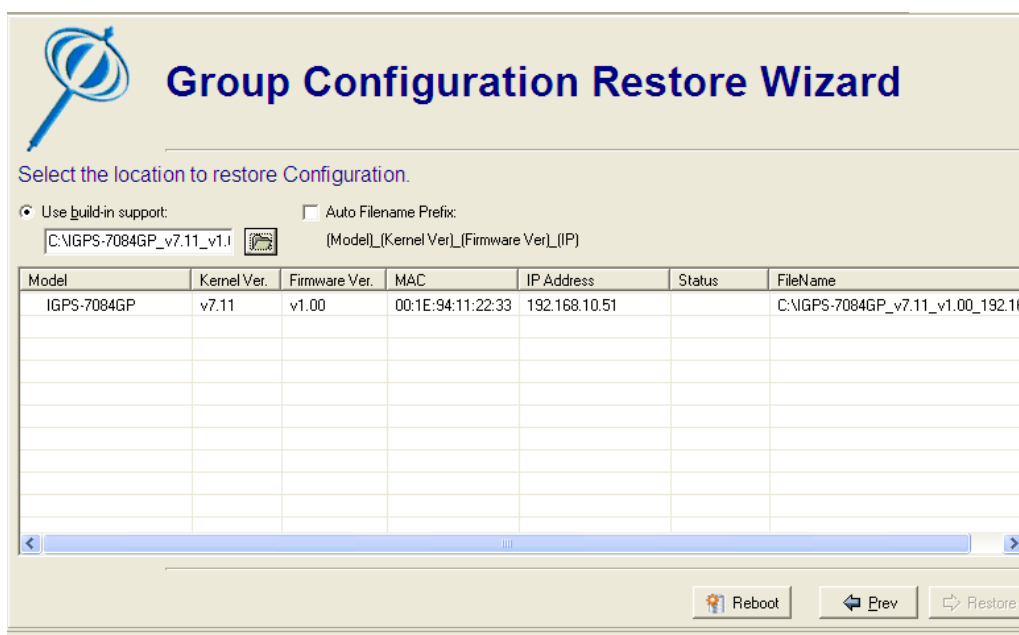 Group Configuration Restore Wizard
Select the location to restore Configuration.
Use build-in support: Auto Filename Prefix:
C:\IGPS-7084GP_v7.11_v1.0 (Model)_(Kernel Ver)_(Firmware Ver)_(IP)
Model Kernel Ver. Firmware Ver. MAC IP Address Status FileName
IGPS-7084GP v7.11 v1.00 00:1E:94:11:22:33 192.168.10.51 C:\IGPS-7084GP_v7.11_v1.00_192.16
Reboot Prev Restore